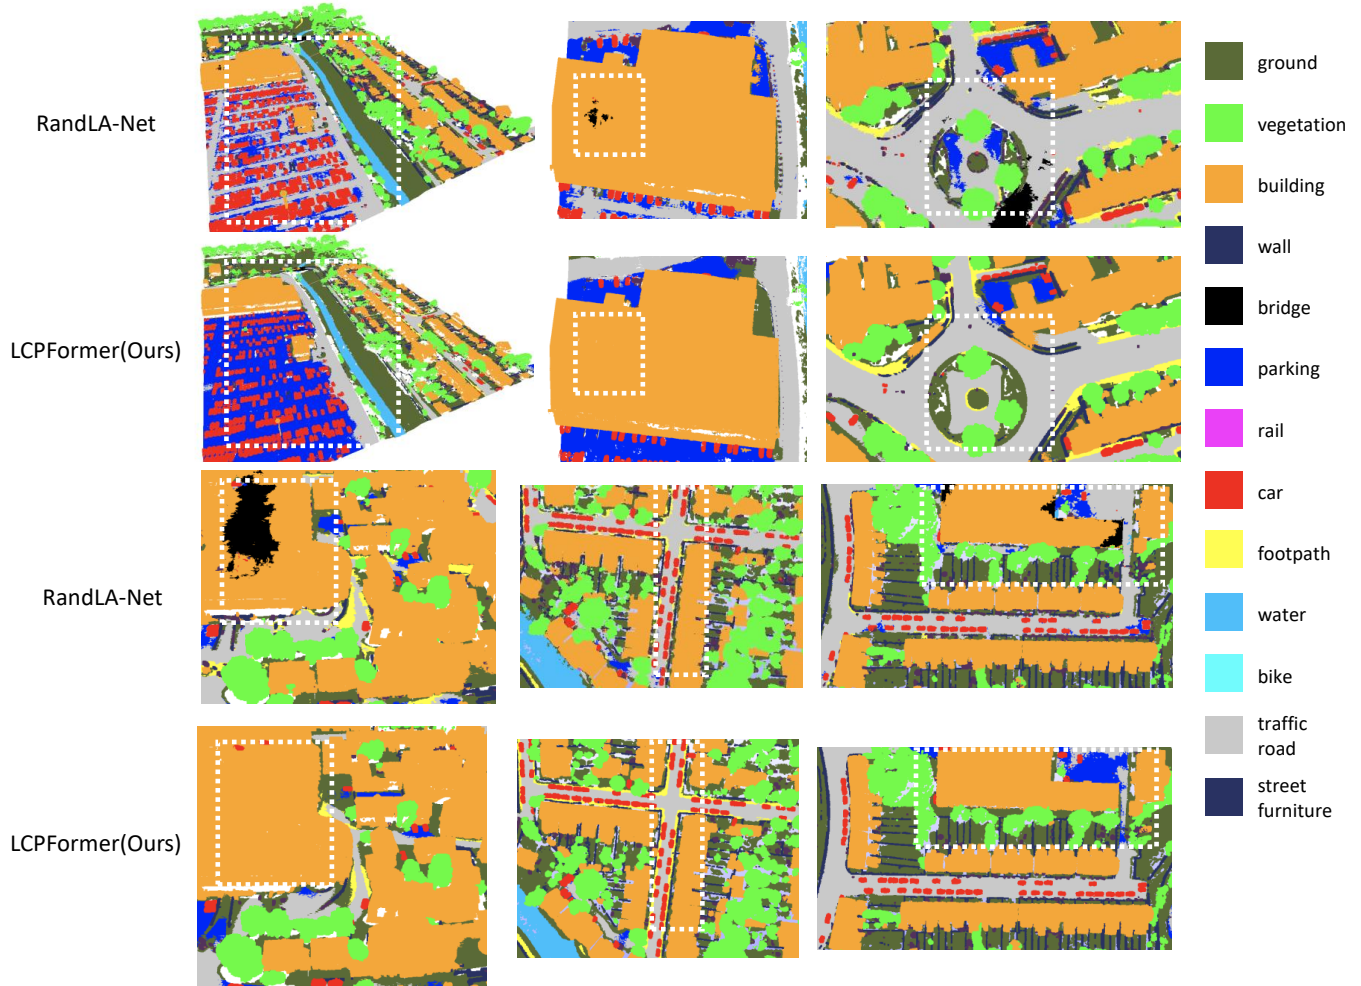 RandLA-Net
LCPFormer(Ours)
RandLA-Net
LCPFormer(Ours)
ground
vegetation
building
wall
bridge
parking
rail
car
footpath
water
bike
traffic
road
street
furniture